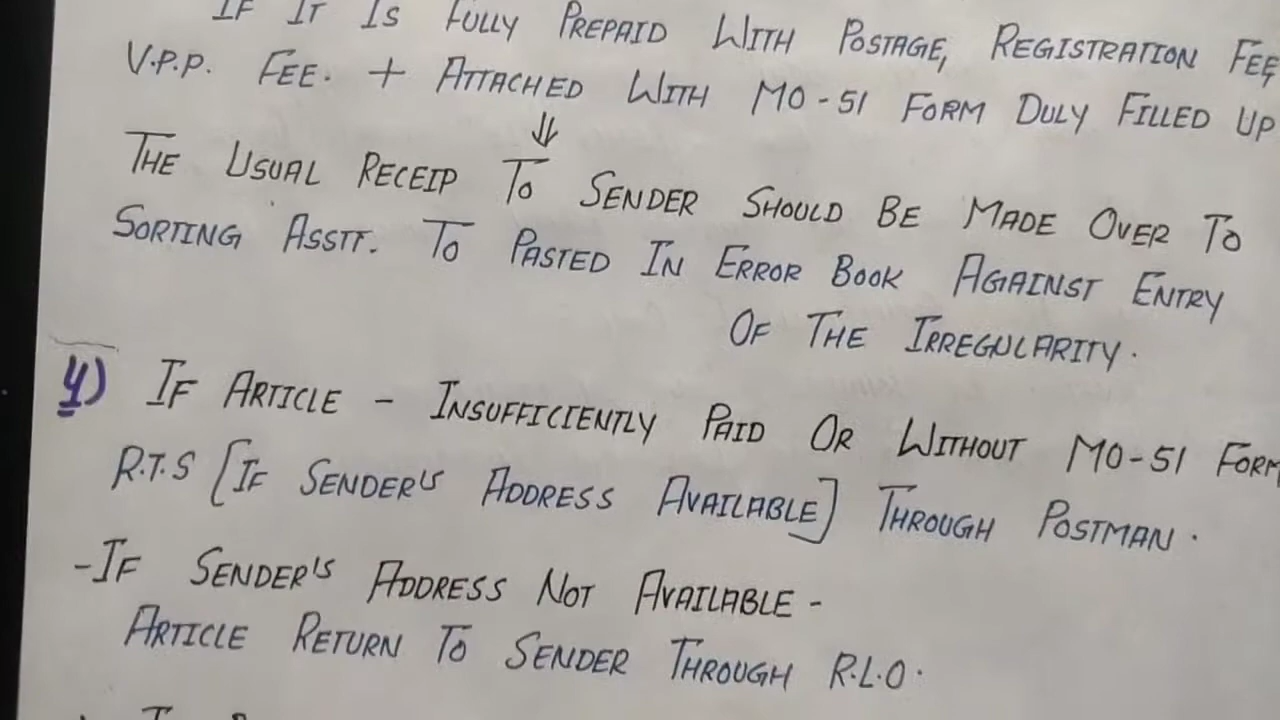 IF IT IS FULLY PREPAID WITH POSTAGE, REGISTRATION FEE,
V.P.P. FEE. + ATTACHED WITH MO-51 FORM DULY FILLED UP
⇓
THE USUAL RECEIP TO SENDER SHOULD BE MADE OVER TO
SORTING ASSTT. TO PASTED IN ERROR BOOK AGAINST ENTRY
OF THE IRREGULARITY.
4) IF ARTICLE - INSUFFICIENTLY PAID OR WITHOUT MO-51 FORM
R.T.S [IF SENDER'S ADDRESS AVAILABLE] THROUGH POSTMAN.
-IF SENDER'S ADDRESS NOT AVAILABLE -
ARTICLE RETURN TO SENDER THROUGH R.L.O.